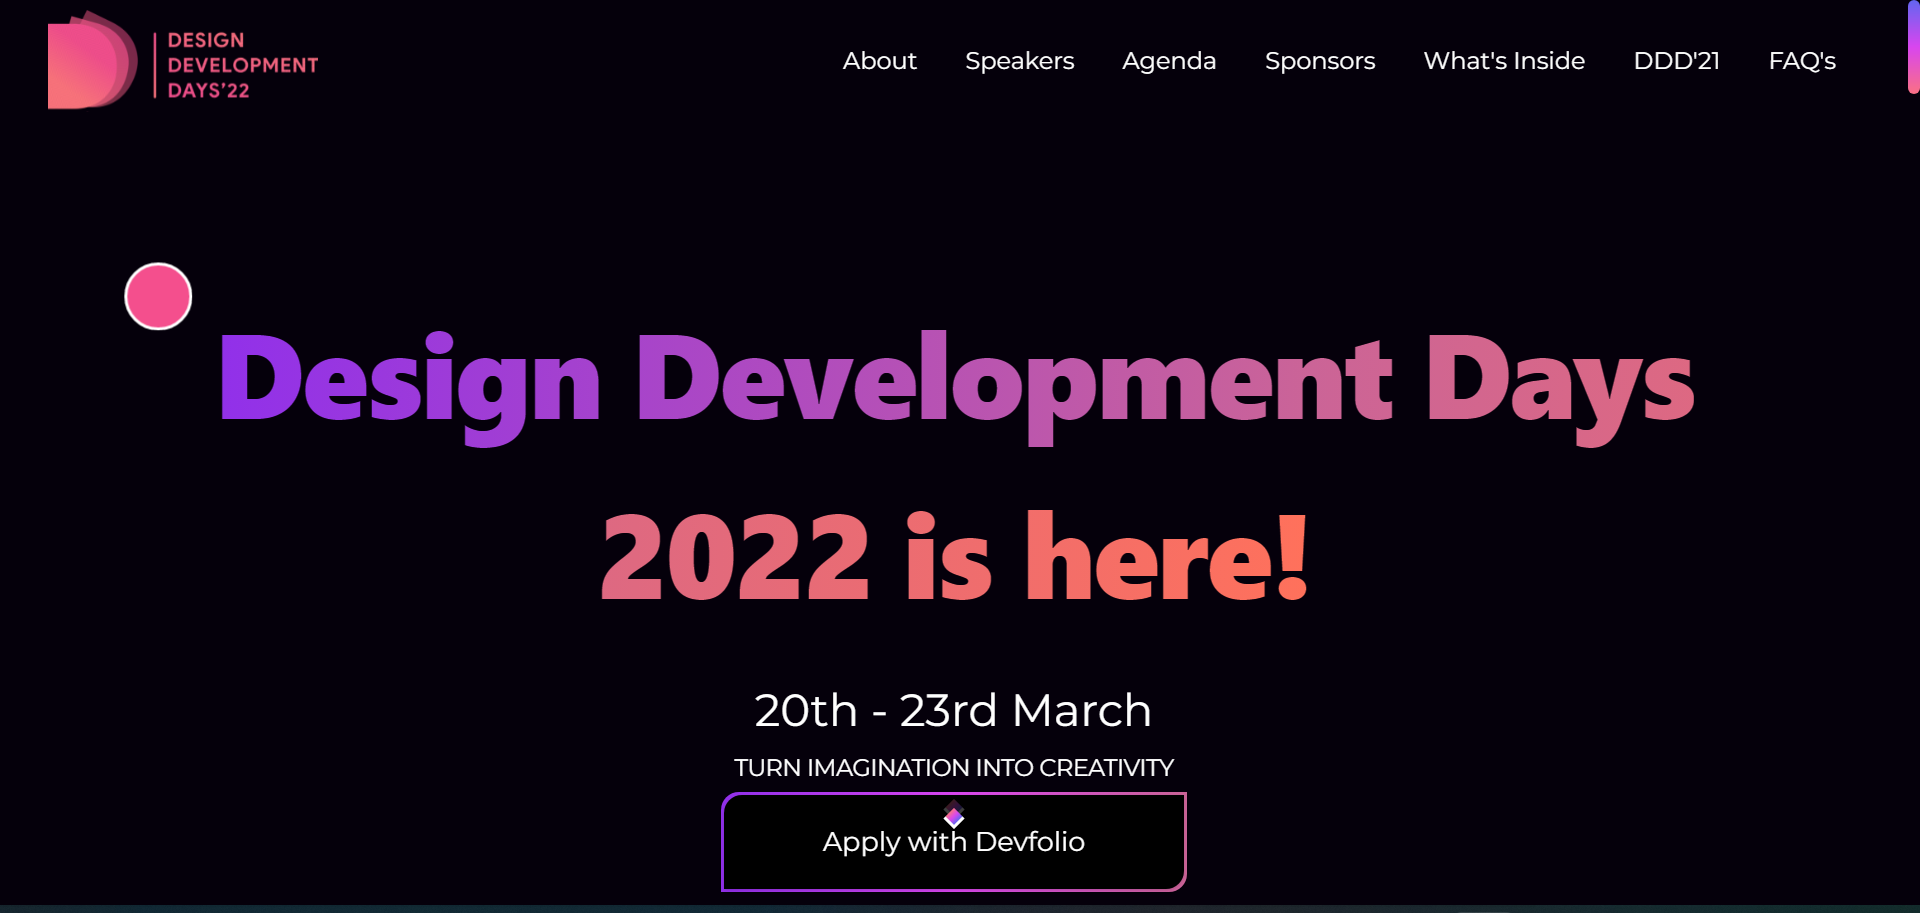 DESIGN
DEVELOPMENT
DAYS'22
About Speakers Agenda Sponsors What's Inside DDD'21 FAQ's
Design Development Days
2022 is here!
20th - 23rd March
TURN IMAGINATION INTO CREATIVITY
Apply with Devfolio